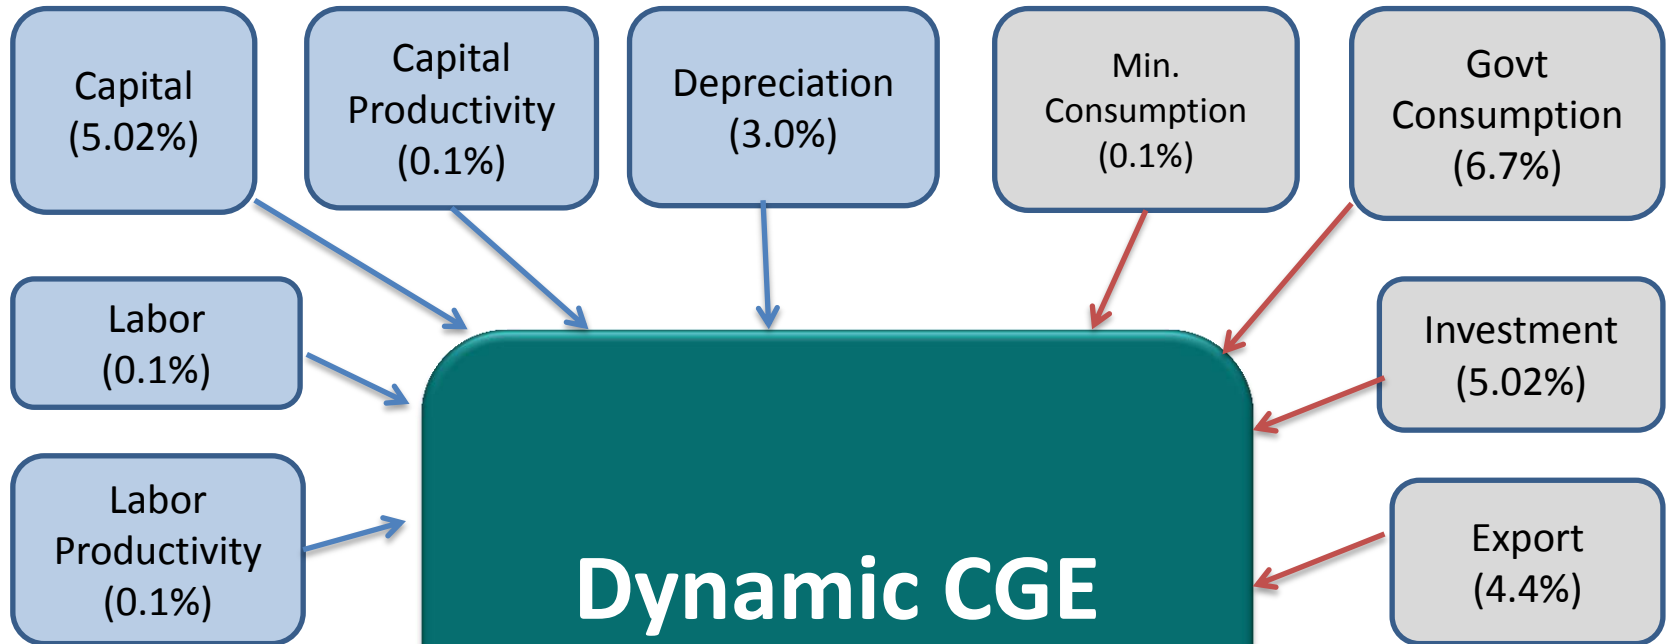 Capital
(5.02%)
Capital
Productivity
(0.1%)
Depreciation
(3.0%)
Min.
Consumption
(0.1%)
Govt
Consumption
(6.7%)
Labor
(0.1%)
Investment
(5.02%)
Labor
Productivity
(0.1%)
Dynamic CGE
Export
(4.4%)